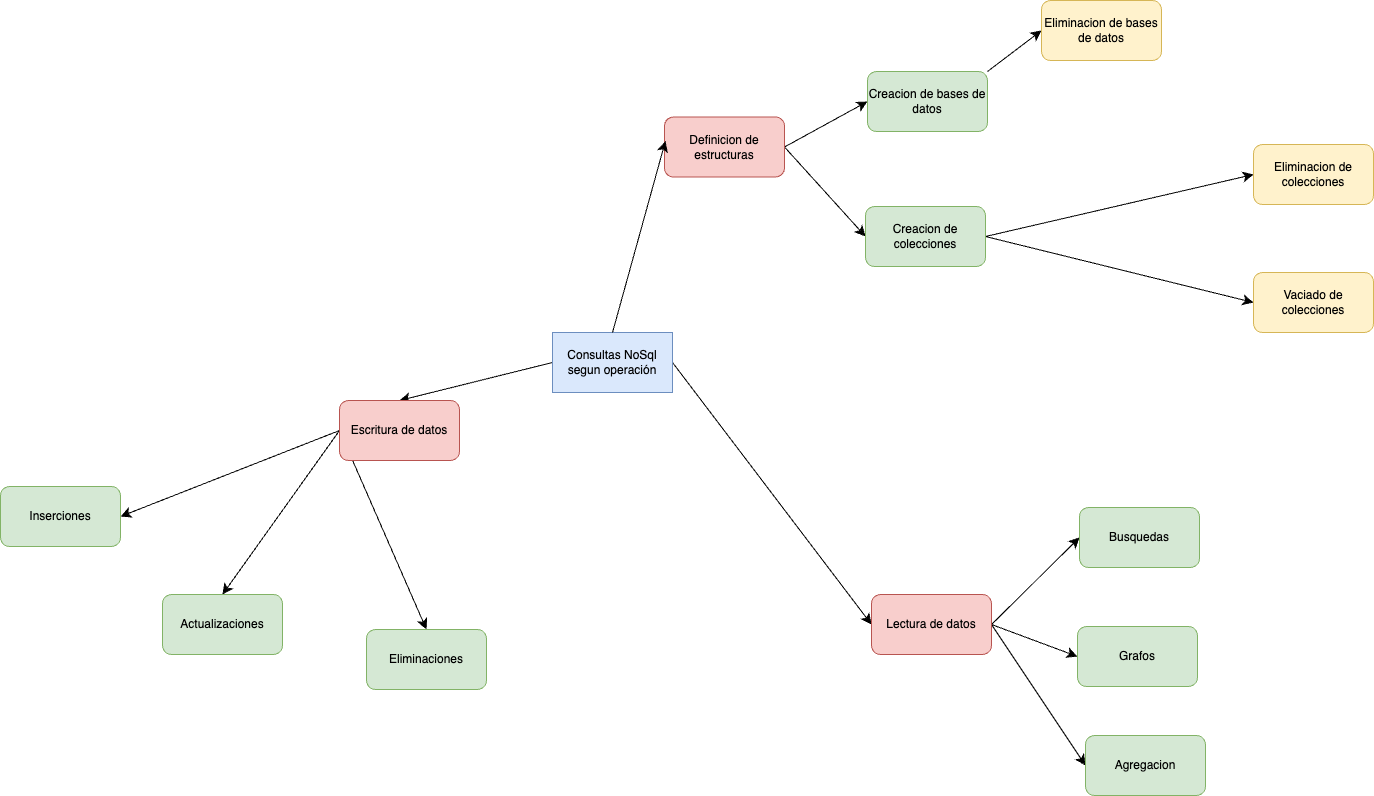 Eliminacion de bases
de datos
Creacion de bases de
datos
Definicion de
estructuras
Eliminacion de
colecciones
Creacion de
colecciones
Vaciado de
colecciones
Consultas NoSql
segun operación
Escritura de datos
Inserciones
Actualizaciones
Eliminaciones
Busquedas
Lectura de datos
Grafos
Agregacion